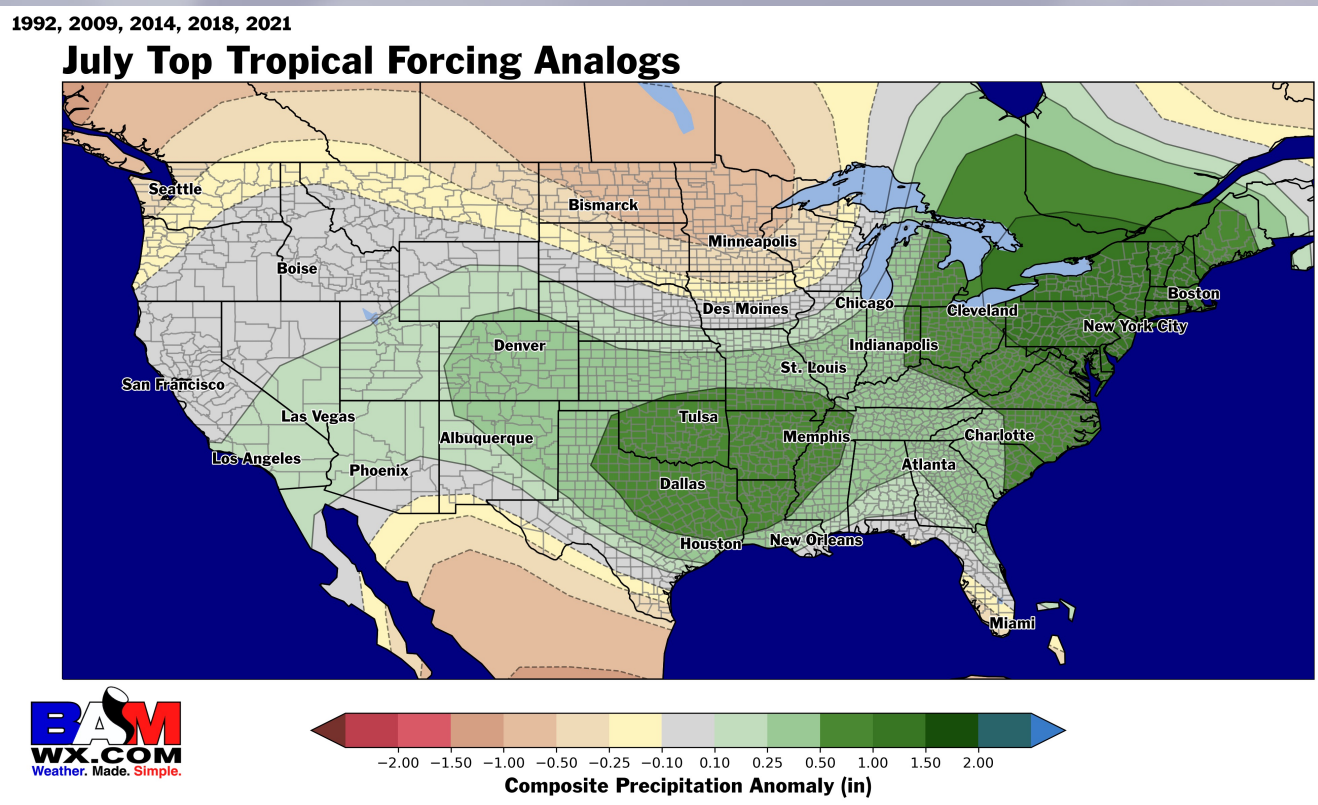 1992, 2009, 2014, 2018, 2021
July Top Tropical Forcing Analogs
Seattle
Bismarck
Minneapolis
Boise
Des Moines
Chicago
Cleveland
Boston
New York City
Denver
Indianapolis
St. Louis
San Francisco
Las Vegas
Tulsa
Albuquerque
Memphis
Charlotte
Los Angeles
Phoenix
Atlanta
Dallas
Houston
New Orleans
Miami
BAM
WX.COM
Weather. Made. Simple.
−2.00 −1.50 −1.00 −0.50 −0.25 −0.10 0.10 0.25 0.50 1.00 1.50 2.00
Composite Precipitation Anomaly (in)